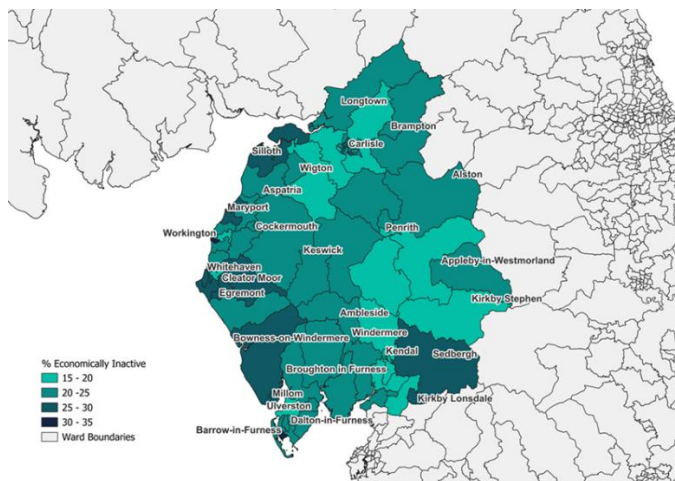 Longtown
Brampton
Carlisle
Silloth
Wigton
Alston
Aspatria
Maryport
Cockermouth
Penrith
Workington
Keswick
Appleby-in-Westmorland
Whitehaven
Cleator Moor
Egremont
Kirkby Stephen
Ambleside
Bowness-on-Windermere
Windermere
Kendal
Sedbergh
Broughton in Furness
Millom
Kirkby Lonsdale
Ulverston
Dalton-in-Furness
Barrow-in-Furness
% Economically Inactive
15 - 20
20 -25
25 - 30
30 - 35
Ward Boundaries